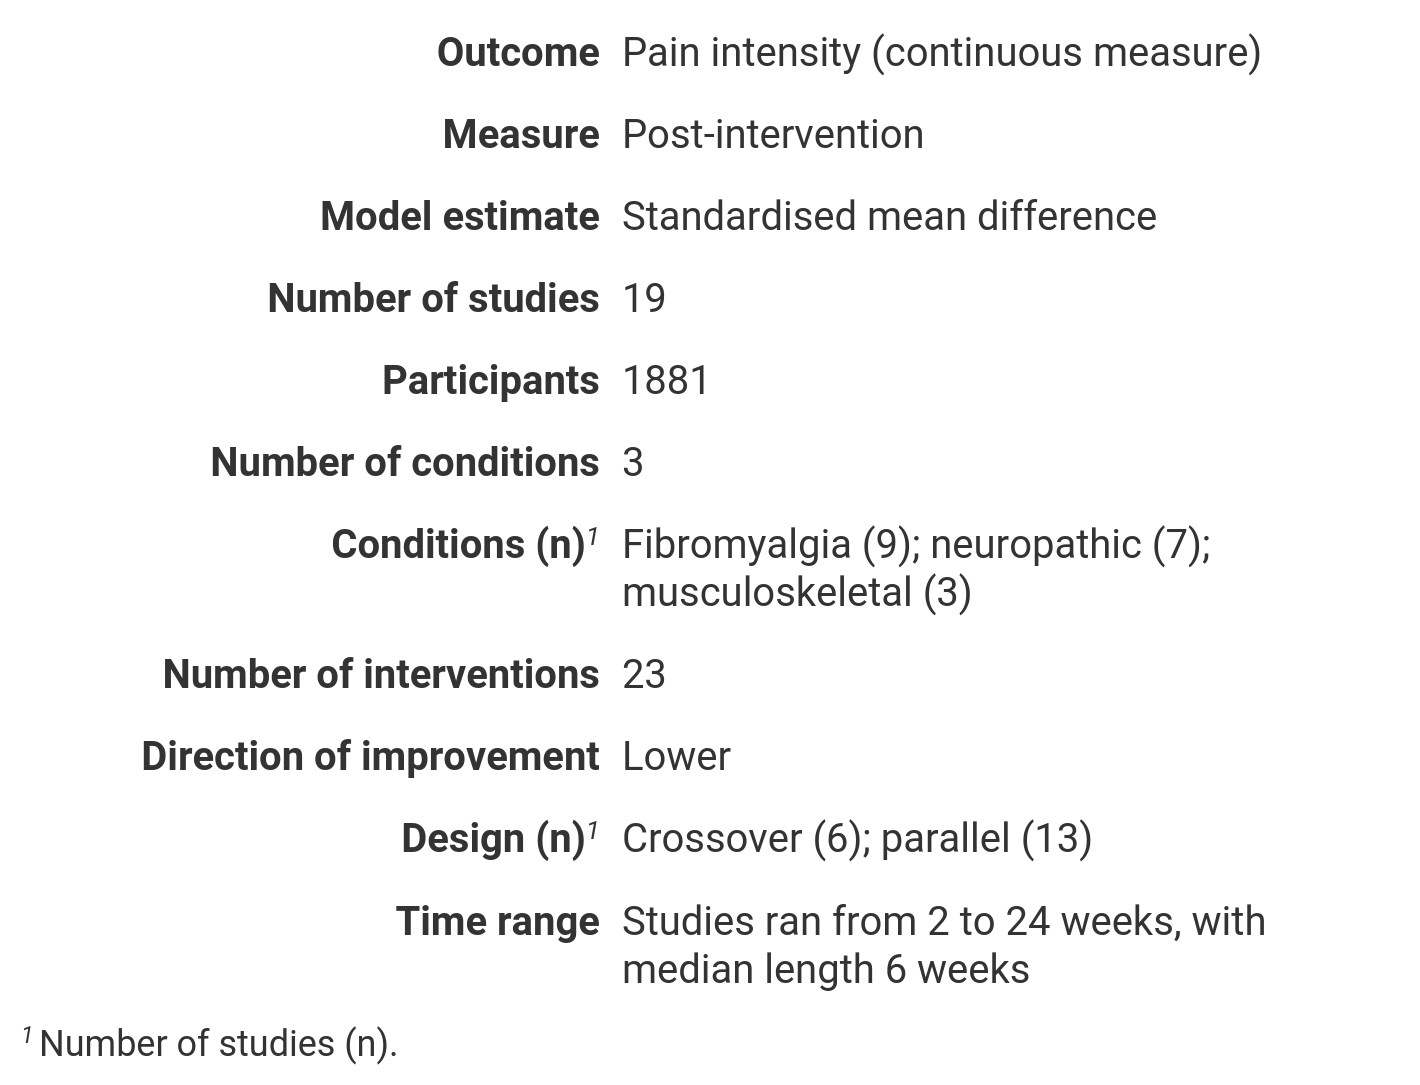 Outcome Pain intensity (continuous measure)
Measure Post-intervention
Model estimate Standardised mean difference
Number of studies 19
Participants 1881
Number of conditions 3
Conditions (n)1 Fibromyalgia (9); neuropathic (7);
musculoskeletal (3)
Number of interventions 23
Direction of improvement Lower
Design (n)1 Crossover (6); parallel (13)
Time range Studies ran from 2 to 24 weeks, with
median length 6 weeks
1 Number of studies (n).